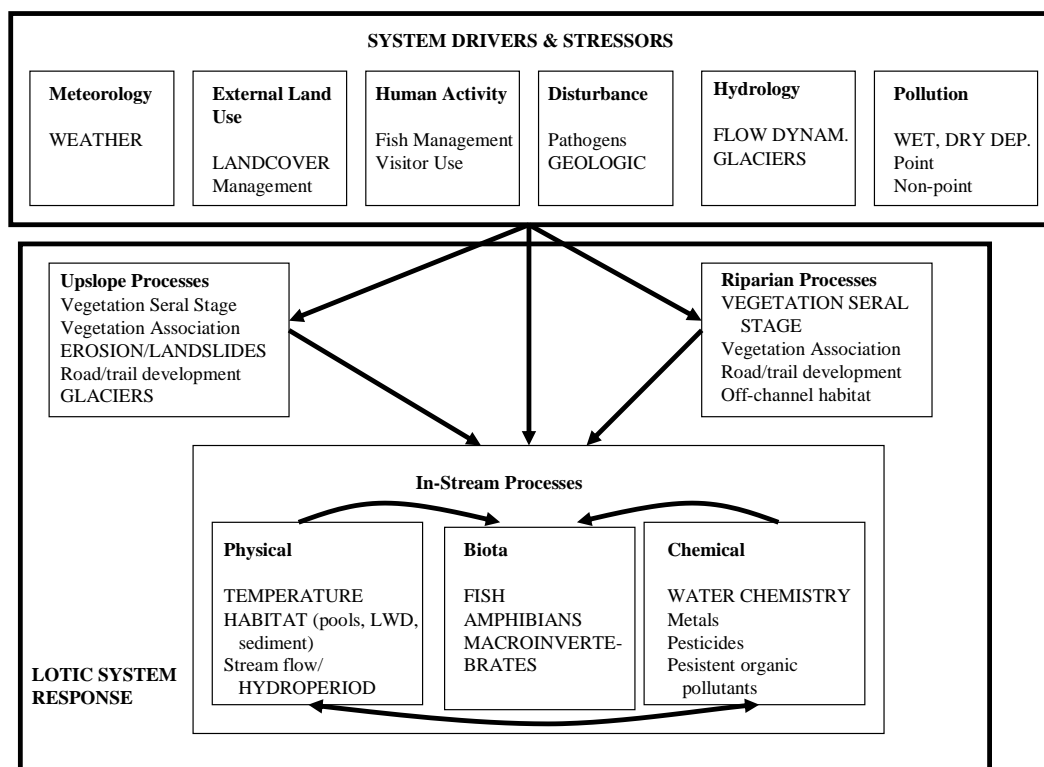 SYSTEM DRIVERS & STRESSORS
Meteorology
WEATHER
External Land
Use
LANDCOVER
Management
Human Activity
Fish Management
Visitor Use
Disturbance
Pathogens
GEOLOGIC
Hydrology
FLOW DYNAM.
GLACIERS
Pollution
WET, DRY DEP.
Point
Non-point
Upslope Processes
Vegetation Seral Stage
Vegetation Association
EROSION/LANDSLIDES
Road/trail development
GLACIERS
Riparian Processes
VEGETATION SERAL
STAGE
Vegetation Association
Road/trail development
Off-channel habitat
In-Stream Processes
Physical
TEMPERATURE
HABITAT (pools, LWD,
sediment)
Stream flow/
HYDROPERIOD
Biota
FISH
AMPHIBIANS
MACROINVERTE-
BRATES
Chemical
WATER CHEMISTRY
Metals
Pesticides
Pesistent organic
pollutants
LOTIC SYSTEM
RESPONSE